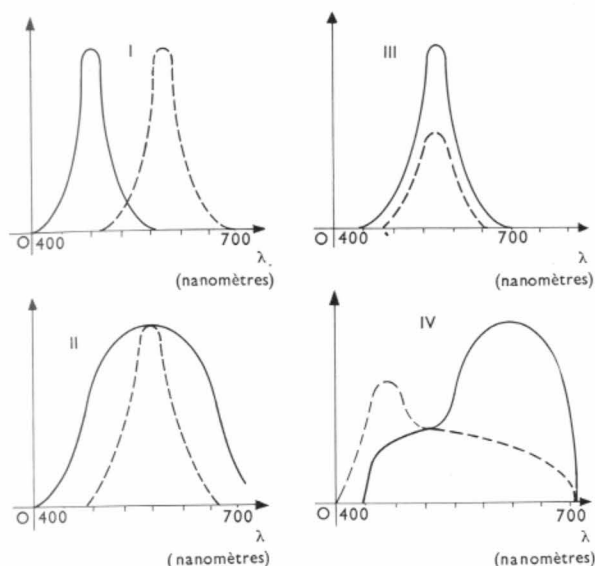 I
O 400 700
λ
(nanomètres)
III
O 400 700
λ
(nanomètres)
II
O 400 700
λ
(nanomètres)
IV
O 400 700
λ
(nanomètres)